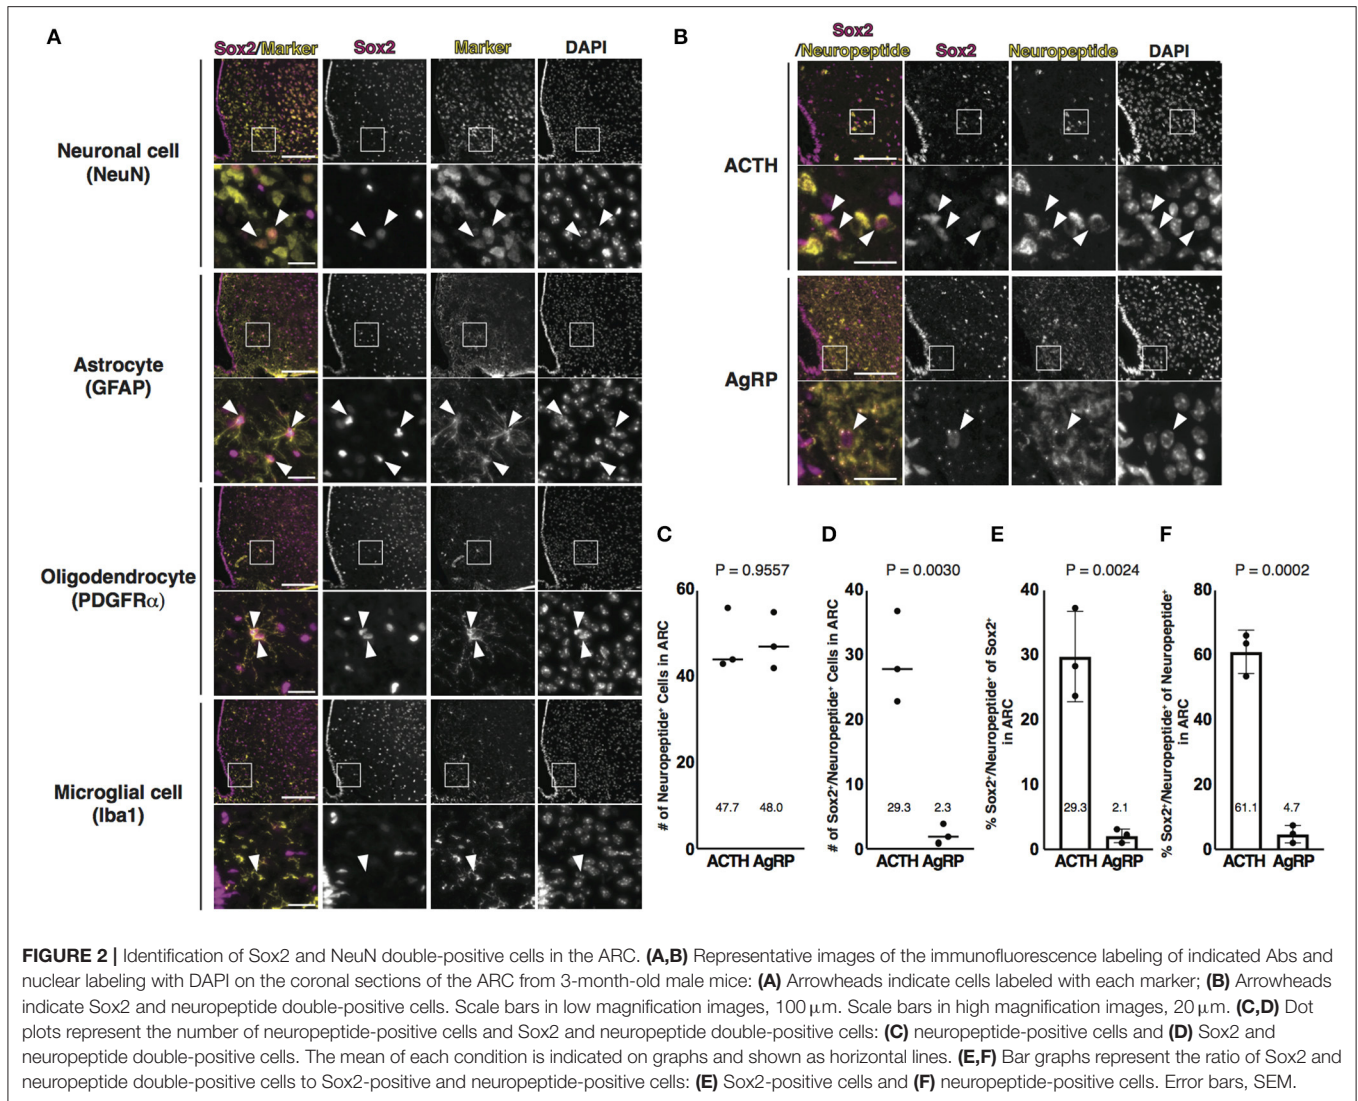 A
Sox2/Marker
Sox2
Marker
DAPI
Neuronal cell
(NeuN)
Astrocyte
(GFAP)
Oligodendrocyte
(PDGFRα)
Microglial cell
(Iba1)
B
Sox2
/Neuropeptide
Sox2
Neuropeptide
DAPI
ACTH
AgRP
C
P = 0.9557
# of Neuropeptide⁺ Cells in ARC
60
40
20
0
47.7
48.0
ACTH AgRP
D
P = 0.0030
# of Sox2⁺/Neuropeptide⁺ Cells in ARC
40
30
20
10
0
29.3
2.3
ACTH AgRP
E
P = 0.0024
% Sox2⁺/Neuropeptide⁺ of Sox2⁺
in ARC
40
30
20
10
0
29.3
2.1
ACTH AgRP
F
P = 0.0002
% Sox2⁺/Neuropeptide⁺ of Neuropeptide⁺
in ARC
80
60
40
20
0
61.1
4.7
ACTH AgRP
FIGURE 2 | Identification of Sox2 and NeuN double-positive cells in the ARC. (A,B) Representative images of the immunofluorescence labeling of indicated Abs and
nuclear labeling with DAPI on the coronal sections of the ARC from 3-month-old male mice: (A) Arrowheads indicate cells labeled with each marker; (B) Arrowheads
indicate Sox2 and neuropeptide double-positive cells. Scale bars in low magnification images, 100 μm. Scale bars in high magnification images, 20 μm. (C,D) Dot
plots represent the number of neuropeptide-positive cells and Sox2 and neuropeptide double-positive cells: (C) neuropeptide-positive cells and (D) Sox2 and
neuropeptide double-positive cells. The mean of each condition is indicated on graphs and shown as horizontal lines. (E,F) Bar graphs represent the ratio of Sox2 and
neuropeptide double-positive cells to Sox2-positive and neuropeptide-positive cells: (E) Sox2-positive cells and (F) neuropeptide-positive cells. Error bars, SEM.